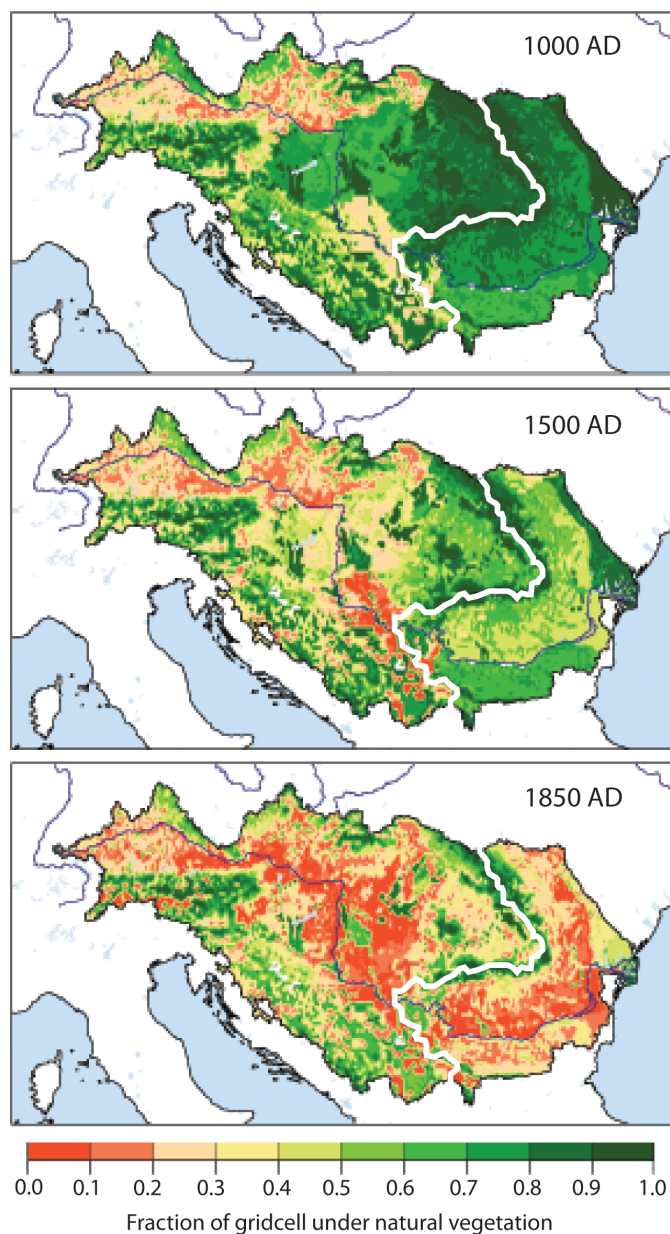 1000 AD
1500 AD
1850 AD
0.0 0.1 0.2 0.3 0.4 0.5 0.6 0.7 0.8 0.9 1.0
Fraction of gridcell under natural vegetation